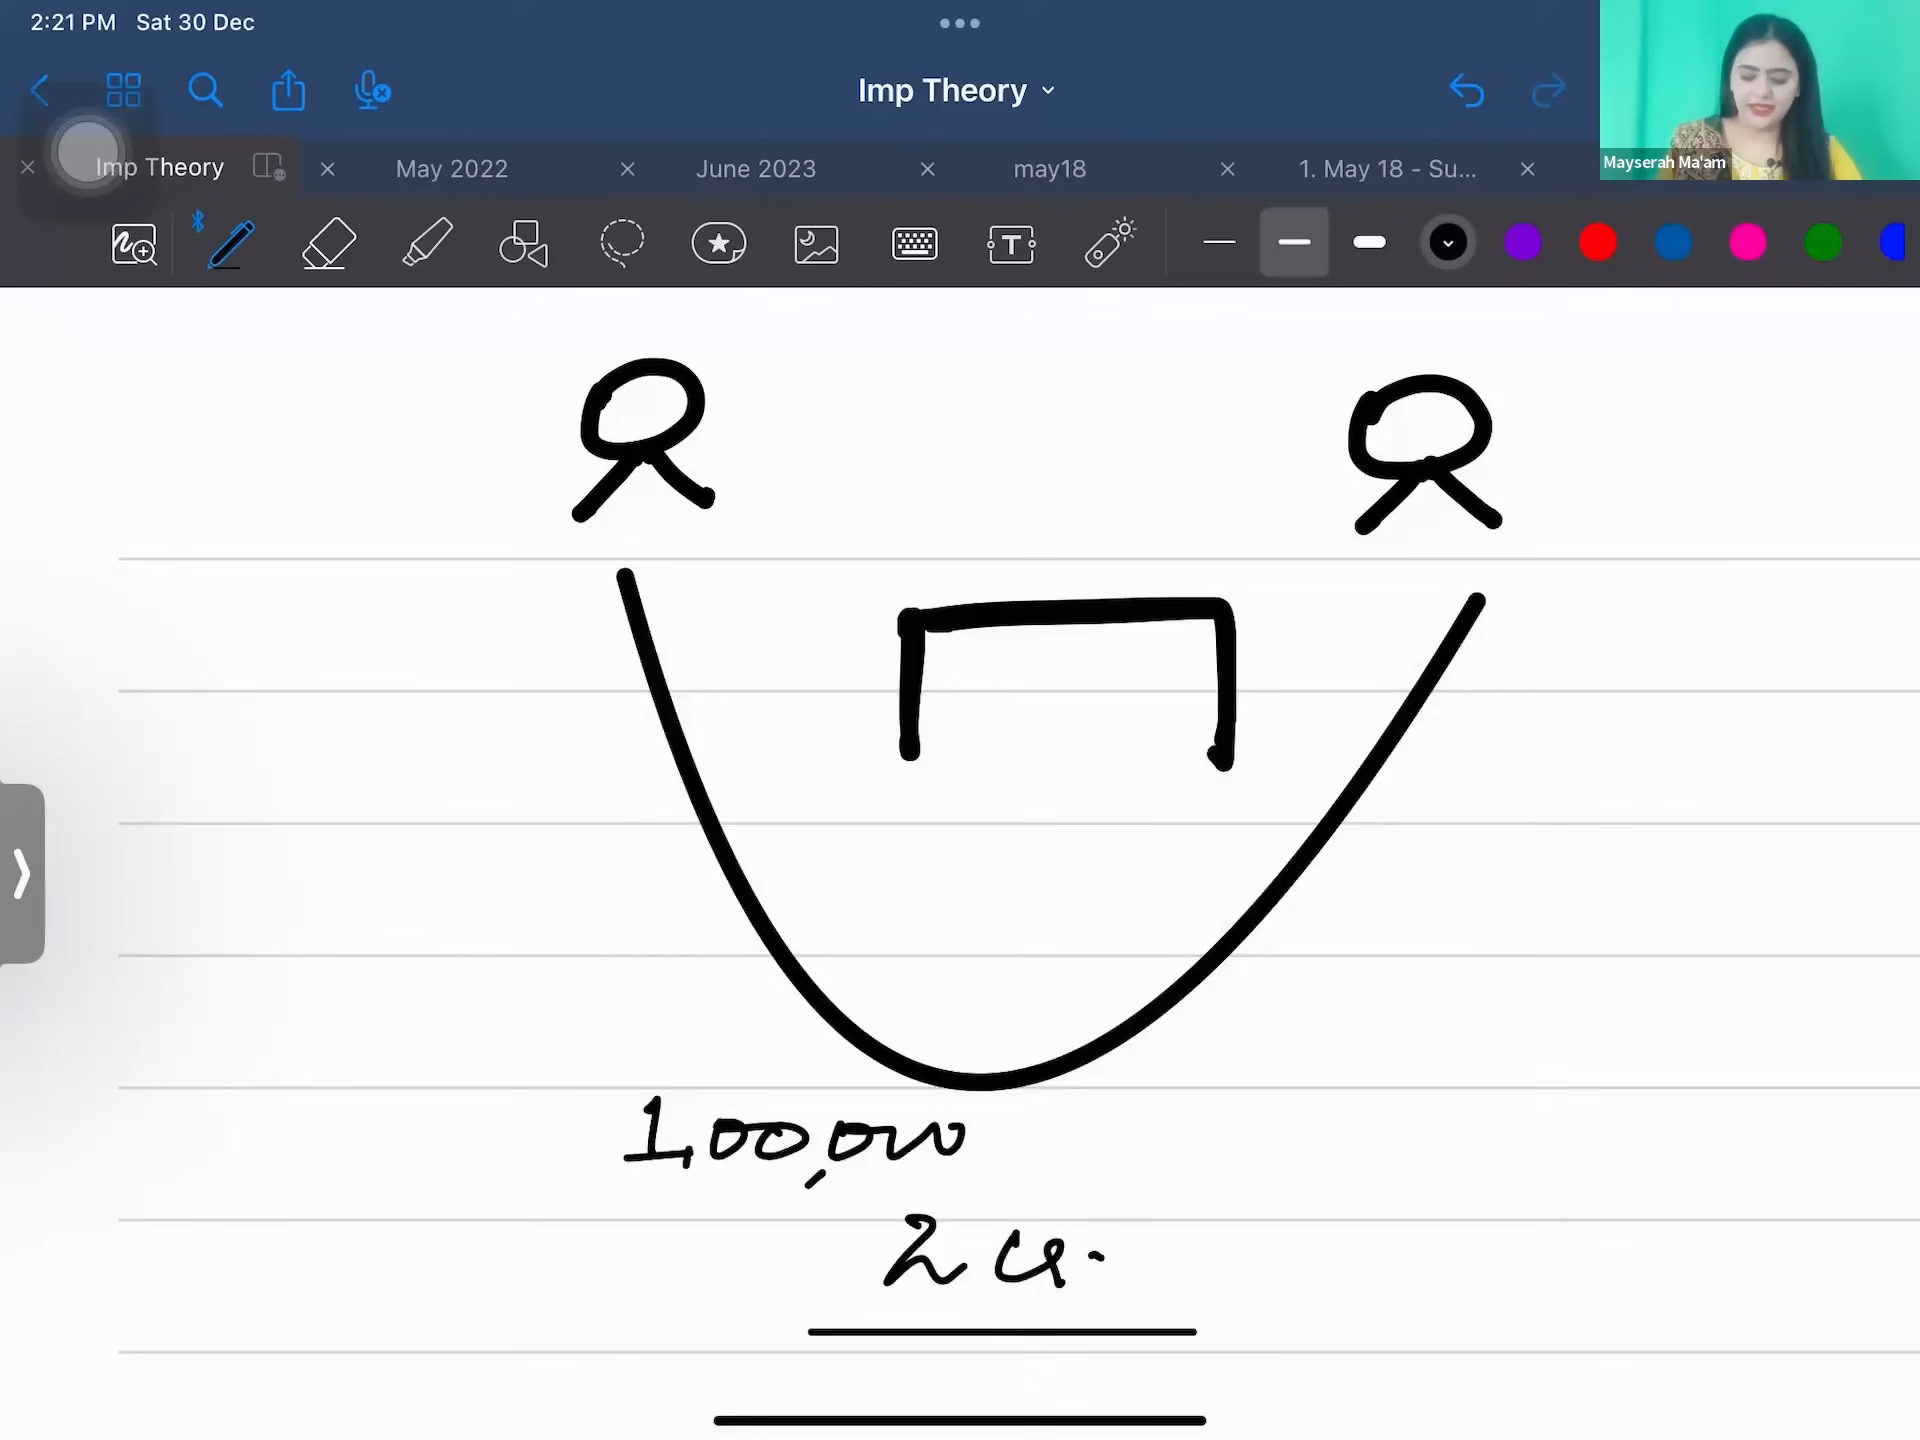 2:21 PM Sat 30 Dec
Imp Theory
Mayserah Ma'am
Imp Theory May 2022 June 2023 may18 1. May 18 - Su...
T
1,00,000
2 cr.